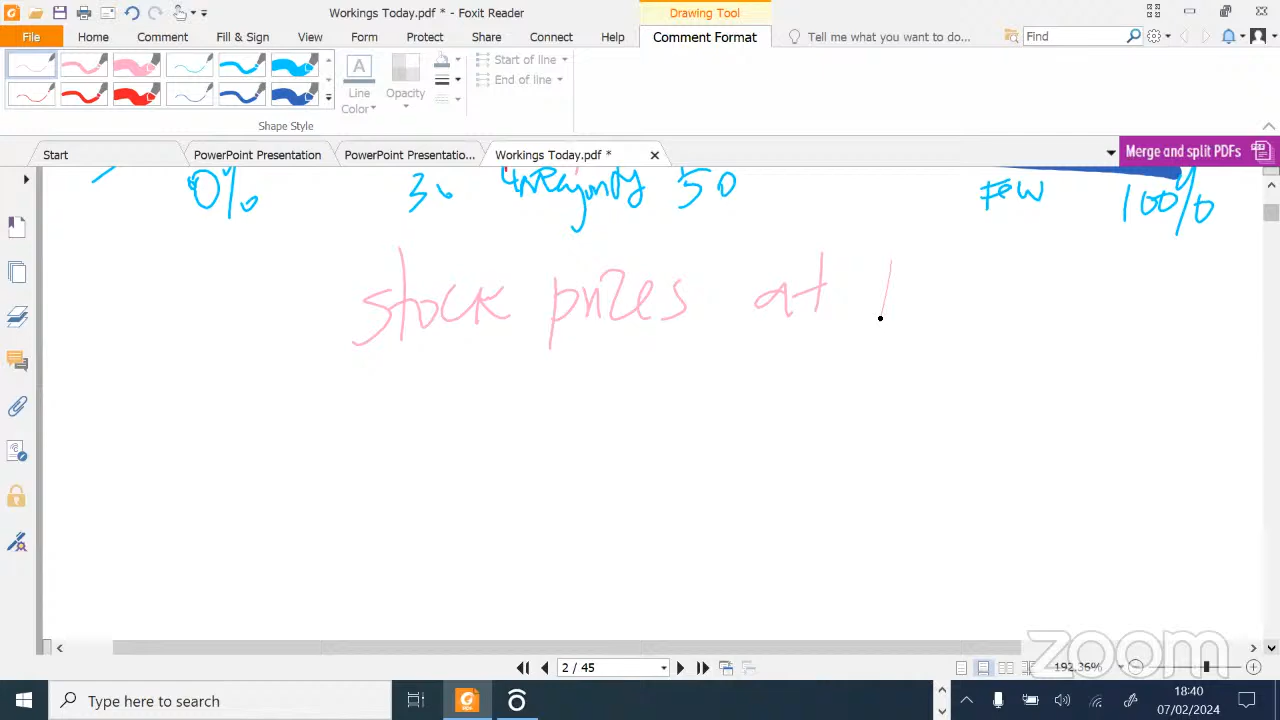 Workings Today.pdf * - Foxit Reader
Drawing Tool
File Home Comment Fill & Sign View Form Protect Share Connect Help Comment Format Tell me what you want to do... Find
A
Line Color
Opacity
Start of line
End of line
Shape Style
Start PowerPoint Presentation PowerPoint Presentatio... Workings Today.pdf * Merge and split PDFs
0% 30 50 Few 100%
stock prizes at
2 / 45
192.36%
zoom
Type here to search
18:40
07/02/2024